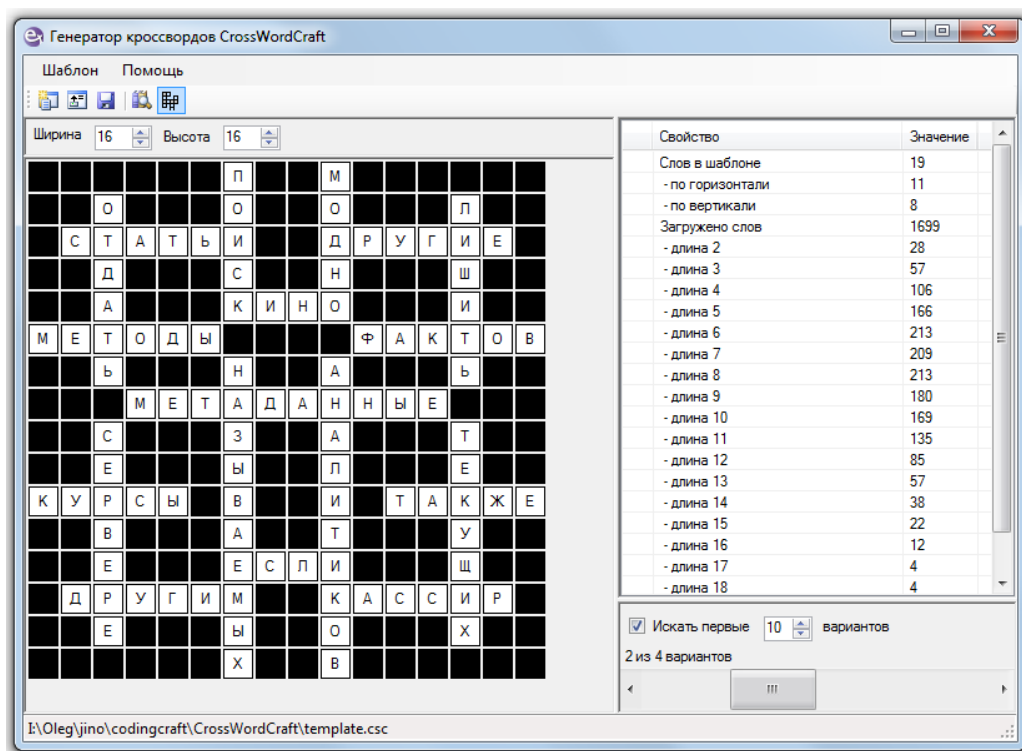 Генератор кроссвордов CrossWordCraft
Шаблон Помощь
Ширина 16 Высота 16
П М
О О О Л
С Т А Т Ь И Д Р У Г И Е
Д С Н Ш
А К И Н О И
М Е Т О Д Ы Ф А К Т О В
Ь Н А Ь
М Е Т А Д А Н Н Ы Е
С З А Т
Е Ы Л Е
К У Р С Ы В И Т А К Ж Е
В А Т У
Е Е С Л И Щ
Д Р У Г И М К А С С И Р
Е Ы О Х
Х В
Свойство Значение
Слов в шаблоне 19
- по горизонтали 11
- по вертикали 8
Загружено слов 1699
- длина 2 28
- длина 3 57
- длина 4 106
- длина 5 166
- длина 6 213
- длина 7 209
- длина 8 213
- длина 9 180
- длина 10 169
- длина 11 135
- длина 12 85
- длина 13 57
- длина 14 38
- длина 15 22
- длина 16 12
- длина 17 4
- длина 18 4
Искать первые 10 вариантов
2 из 4 вариантов
I:\Oleg\jino\codingcraft\CrossWordCraft\template.csc